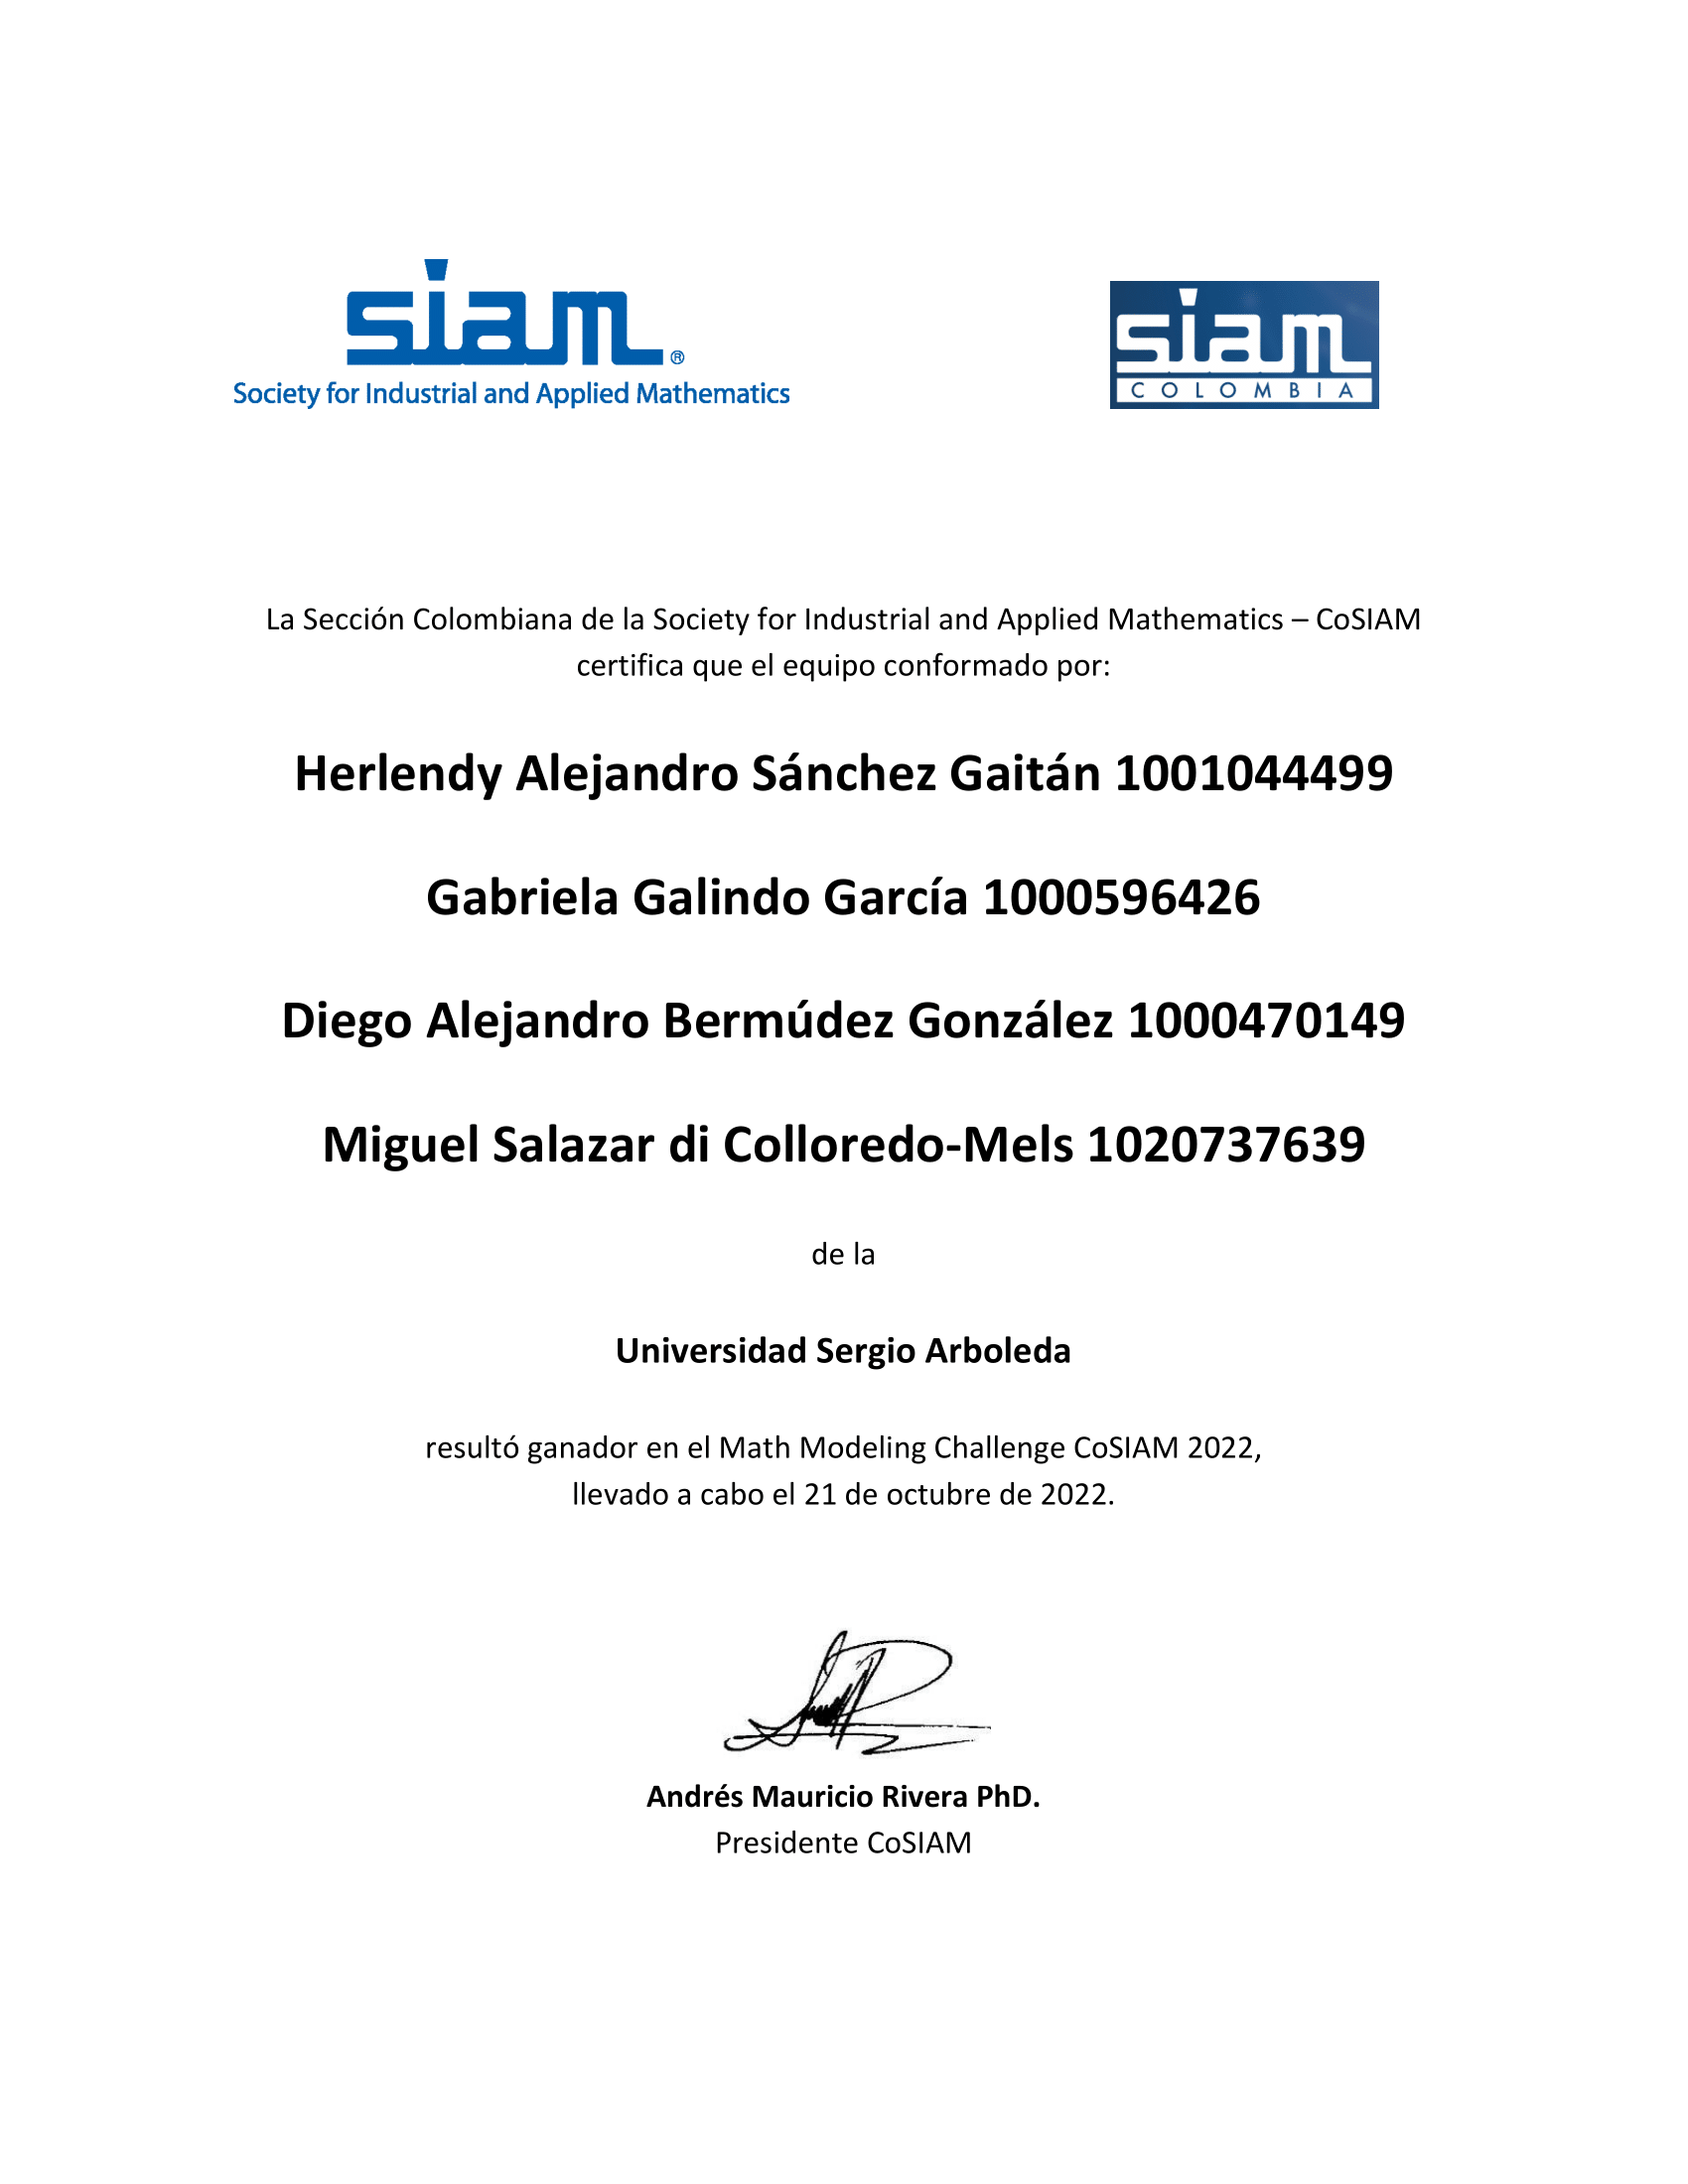 siam®
Society for Industrial and Applied Mathematics
siam
COLOMBIA
La Sección Colombiana de la Society for Industrial and Applied Mathematics – CoSIAM
certifica que el equipo conformado por:
Herlendy Alejandro Sánchez Gaitán 1001044499
Gabriela Galindo García 1000596426
Diego Alejandro Bermúdez González 1000470149
Miguel Salazar di Colloredo-Mels 1020737639
de la
Universidad Sergio Arboleda
resultó ganador en el Math Modeling Challenge CoSIAM 2022,
llevado a cabo el 21 de octubre de 2022.
Andrés Mauricio Rivera PhD.
Presidente CoSIAM